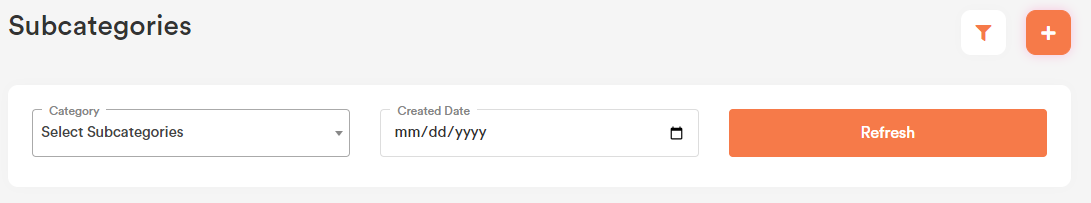 Subcategories
Category
Select Subcategories
Created Date
mm/dd/yyyy
Refresh